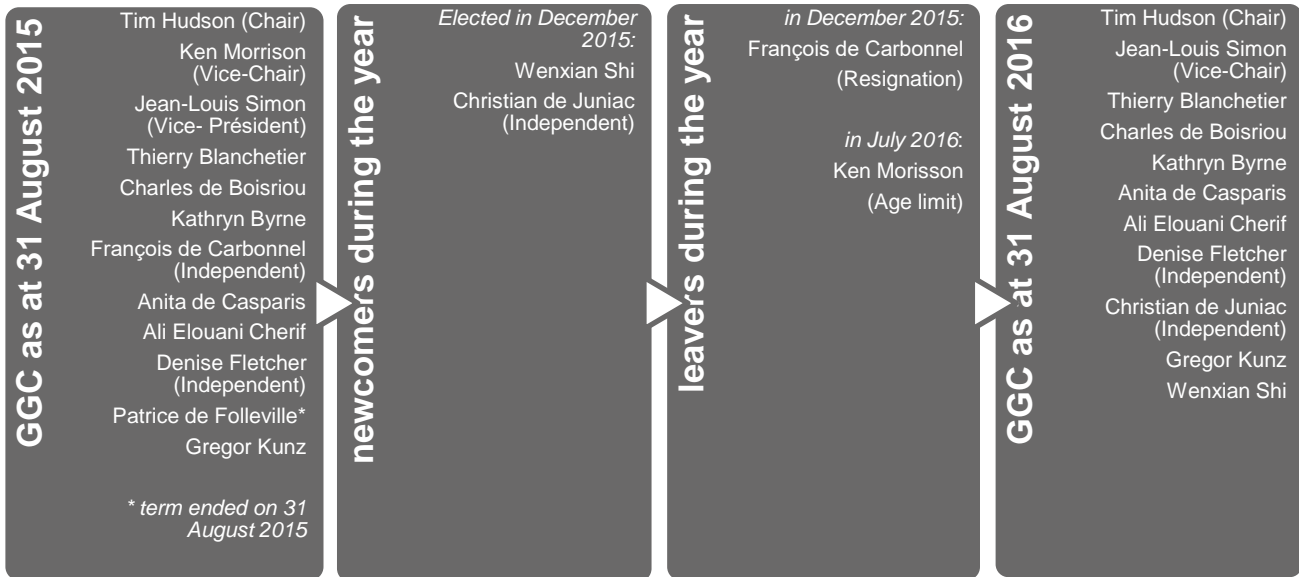 GGC as at 31 August 2015
Tim Hudson (Chair)
Ken Morrison
(Vice-Chair)
Jean-Louis Simon
(Vice- Président)
Thierry Blanchetier
Charles de Boisriou
Kathryn Byrne
François de Carbonnel
(Independent)
Anita de Casparis
Ali Elouani Cherif
Denise Fletcher
(Independent)
Patrice de Folleville*
Gregor Kunz
* term ended on 31
August 2015
newcomers during the year
Elected in December
2015:
Wenxian Shi
Christian de Juniac
(Independent)
leavers during the year
in December 2015:
François de Carbonnel
(Resignation)
in July 2016:
Ken Morisson
(Age limit)
GGC as at 31 August 2016
Tim Hudson (Chair)
Jean-Louis Simon
(Vice-Chair)
Thierry Blanchetier
Charles de Boisriou
Kathryn Byrne
Anita de Casparis
Ali Elouani Cherif
Denise Fletcher
(Independent)
Christian de Juniac
(Independent)
Gregor Kunz
Wenxian Shi